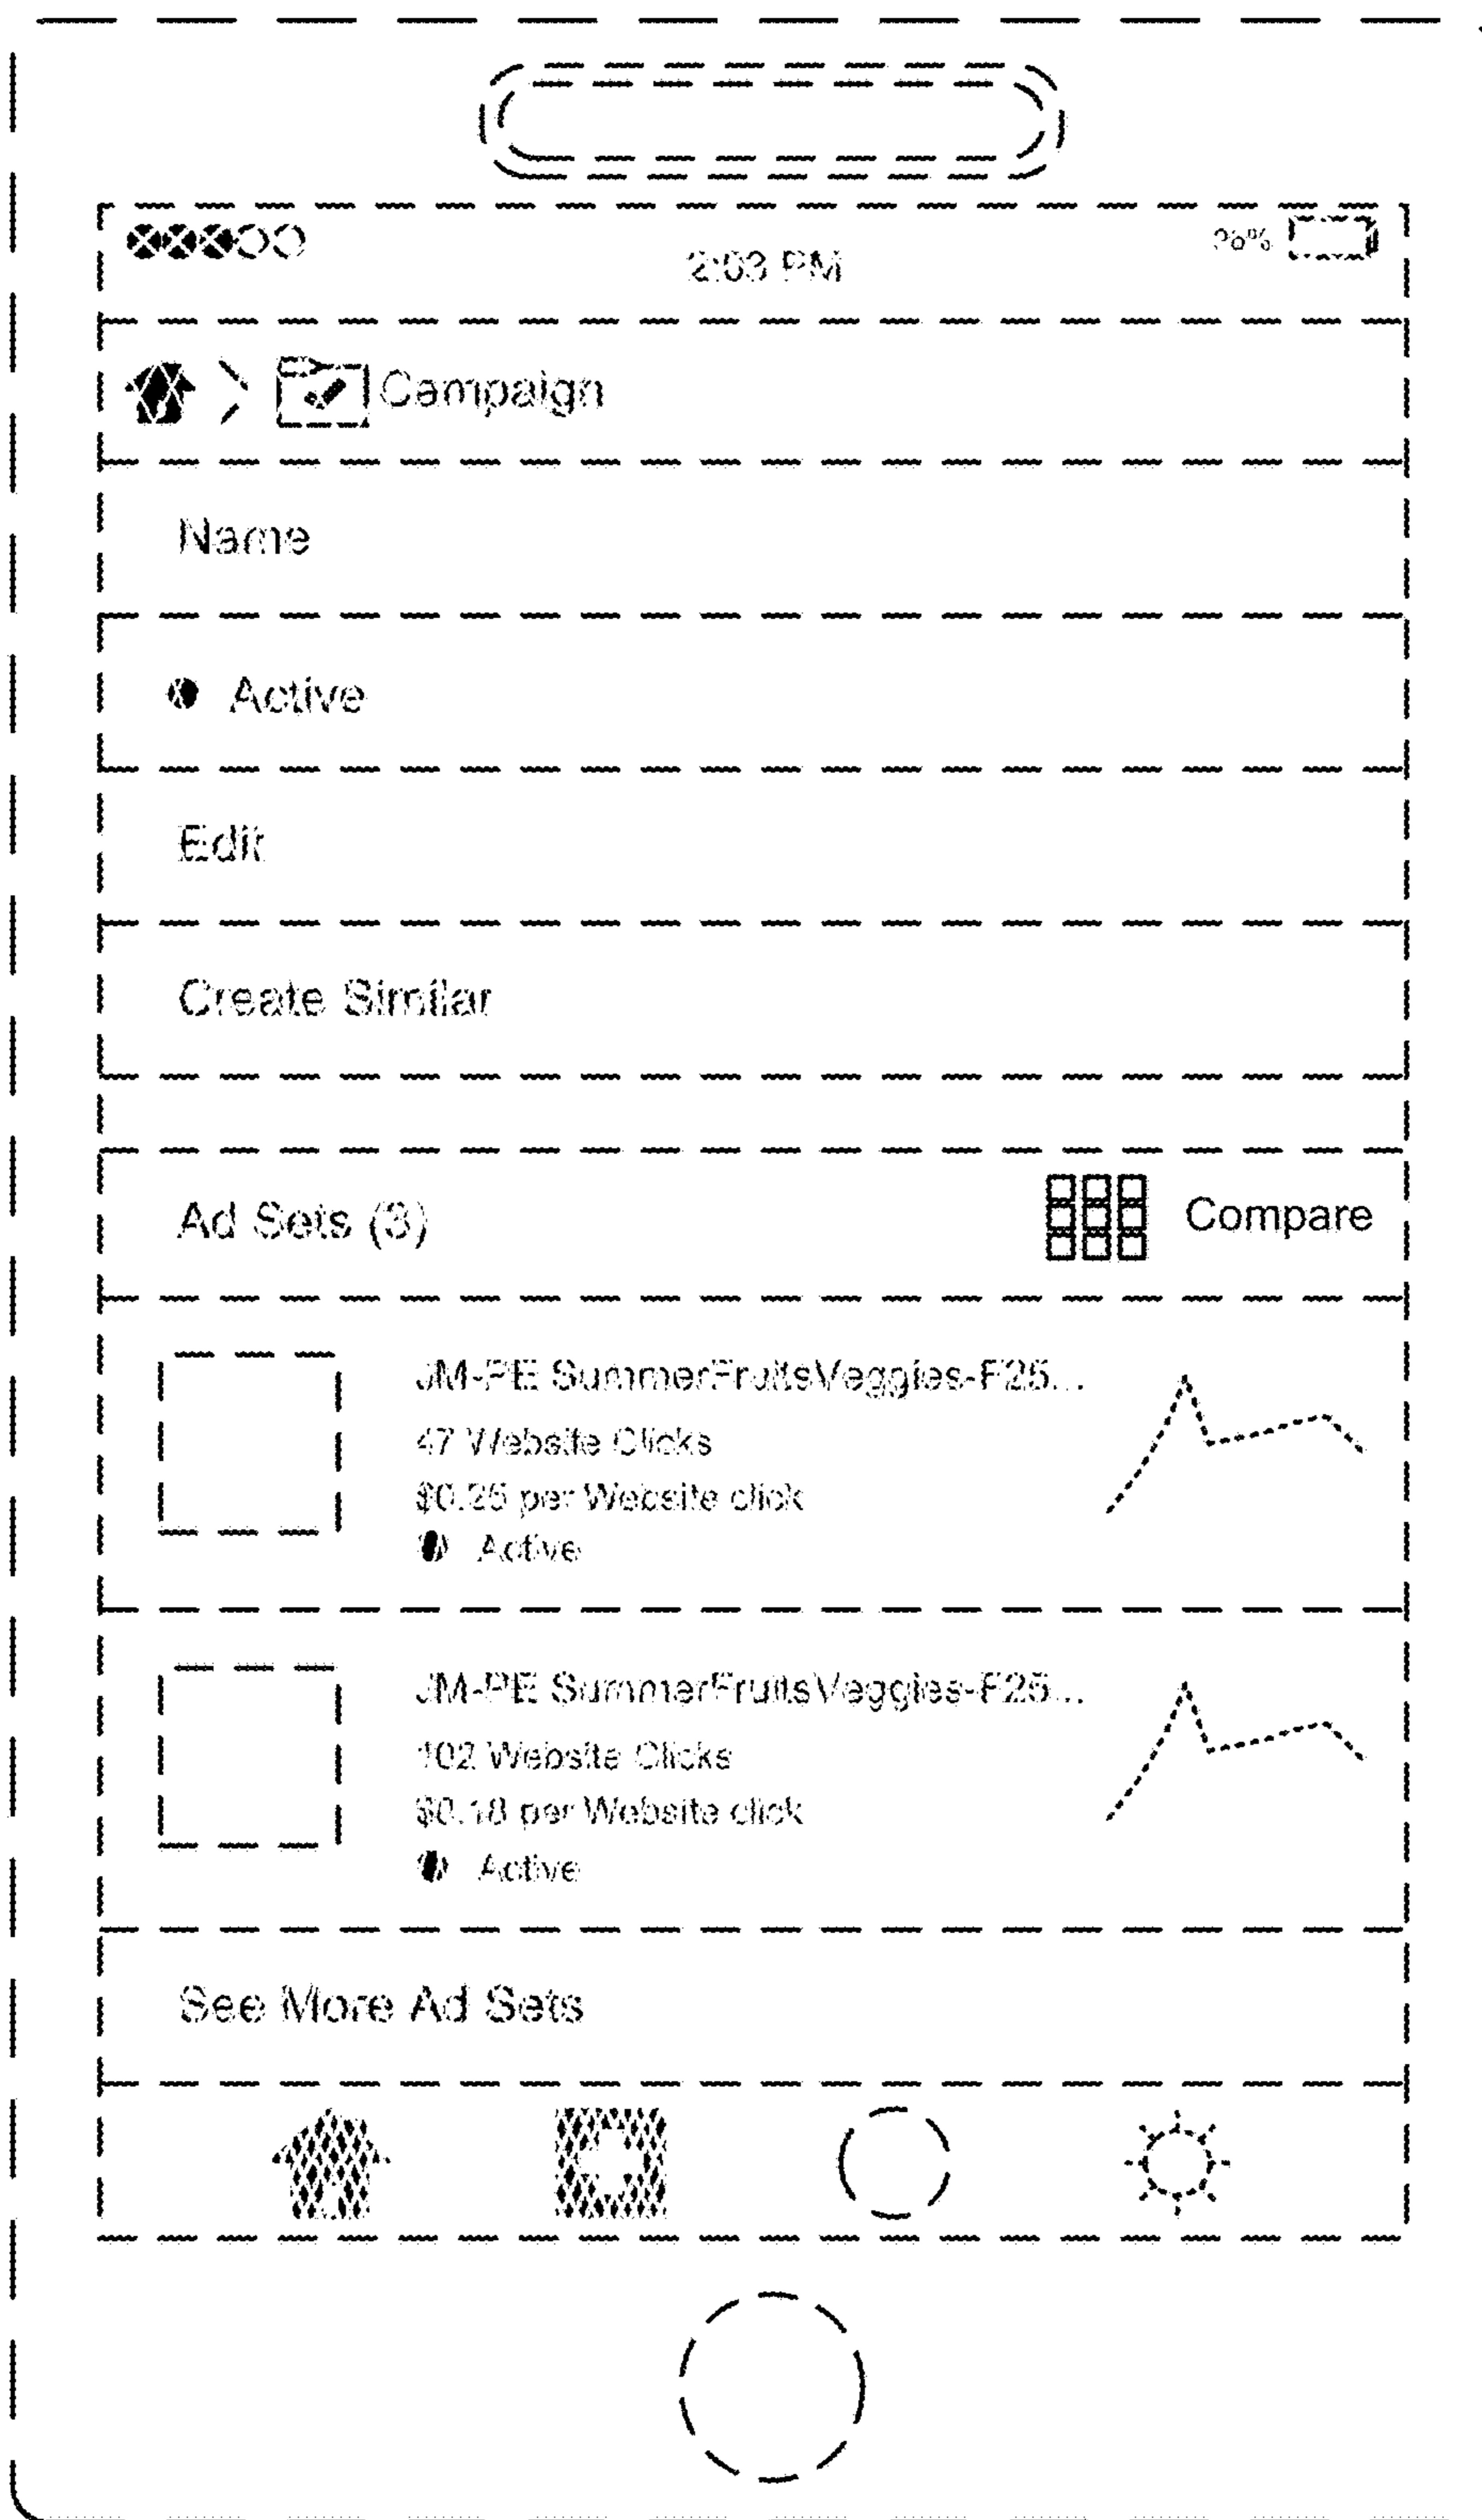 2:03 PM
Campaign
Name
Active
Edit
Create Similar
Ad Sets (3)
Compare
JM-PE SummerFruitsVeggies-F25...
47 Website Clicks
$0.25 per Website click
Active
JM-PE SummerFruitsVeggies-F25...
102 Website Clicks
$0.18 per Website click
Active
See More Ad Sets